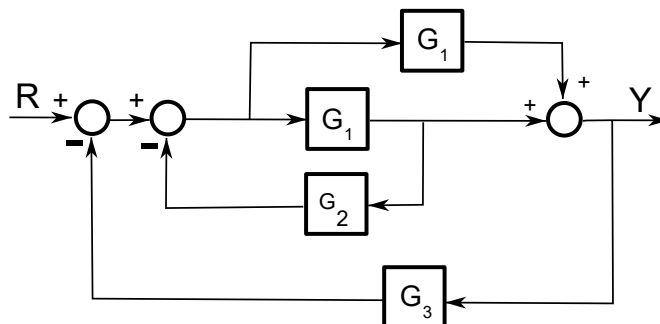 G1
+
R + + + Y
G1
− −
G2
G3